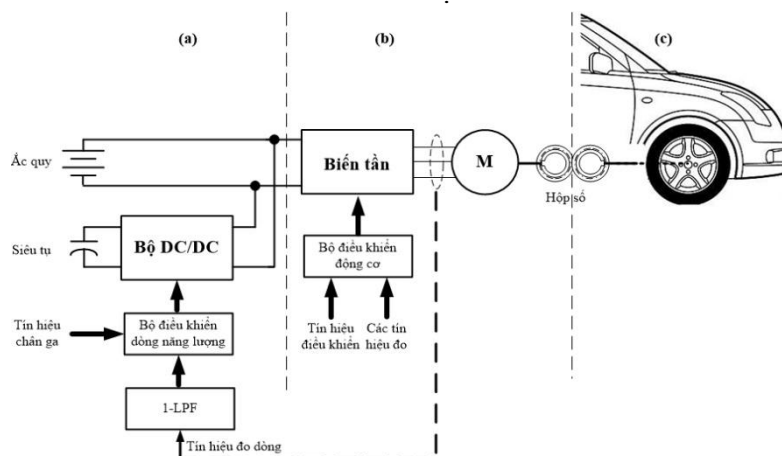 (a)
(b)
(c)
Ắc quy
Biến tần
M
Hộp số
Siêu tụ
Bộ DC/DC
Bộ điều khiển
động cơ
Tín hiệu
chân ga
Bộ điều khiển
dòng năng lượng
Tín hiệu
điều khiển
Các tín
hiệu đo
1-LPF
Tín hiệu đo dòng